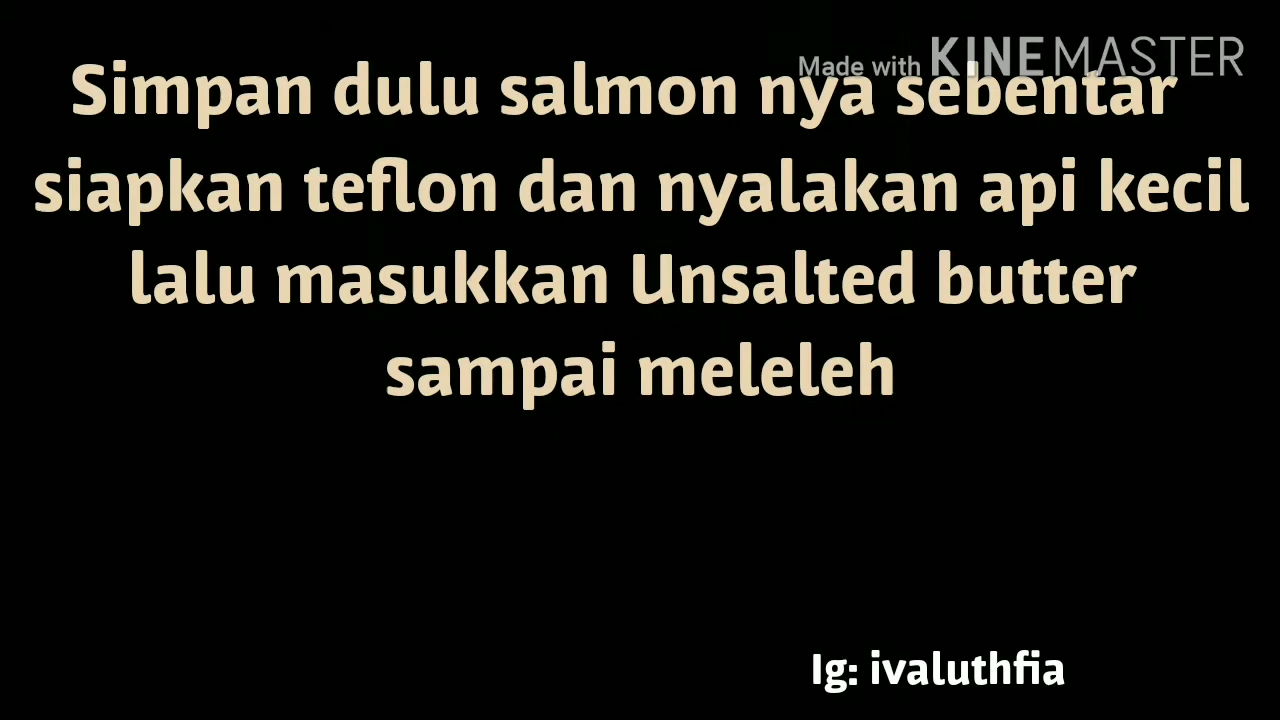 Made with KINEMASTER
Simpan dulu salmon nya sebentar
siapkan teflon dan nyalakan api kecil
lalu masukkan Unsalted butter
sampai meleleh
Ig: ivaluthfia